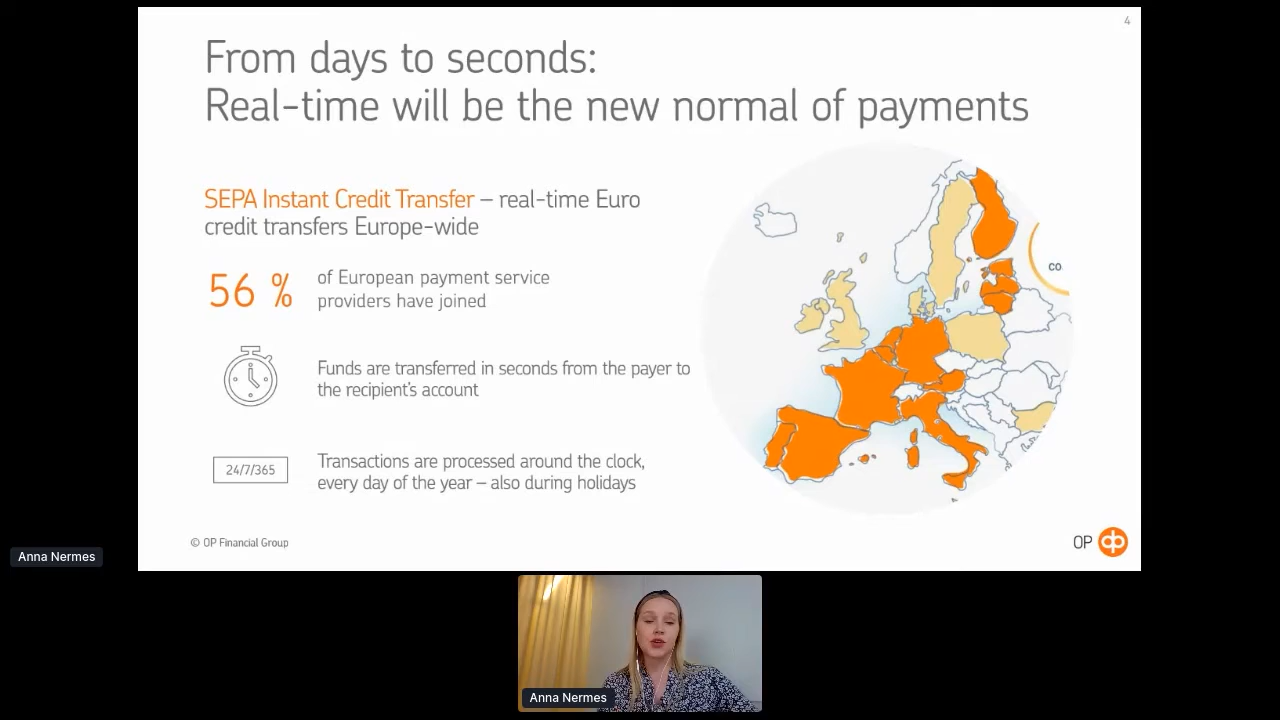 4
From days to seconds:
Real-time will be the new normal of payments
SEPA Instant Credit Transfer – real-time Euro
credit transfers Europe-wide
56 %
of European payment service
providers have joined
Funds are transferred in seconds from the payer to
the recipient's account
24/7/365
Transactions are processed around the clock,
every day of the year – also during holidays
co
© OP Financial Group
OP
Anna Nermes
Anna Nermes